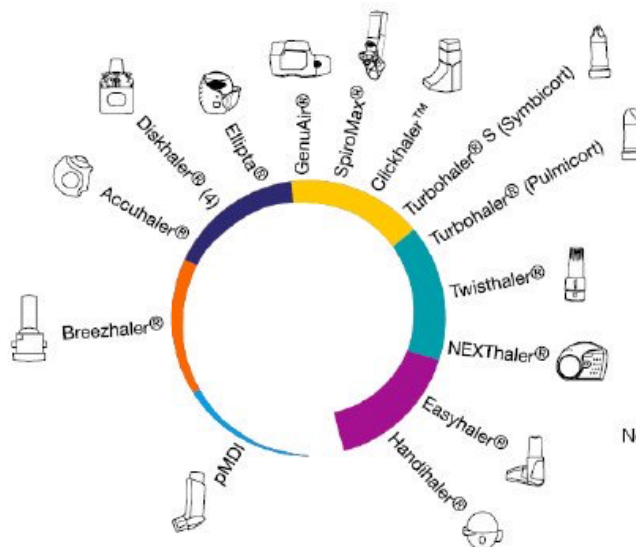 GenuAir®
SpiroMax®
Clickhaler™
Turbohaler® S (Symbicort)
Turbohaler® (Pulmicort)
Twisthaler®
NEXThaler®
Easyhaler®
Handihaler®
pMDI
Breezhaler®
Accuhaler®
Diskhaler® (4)
Ellipta®